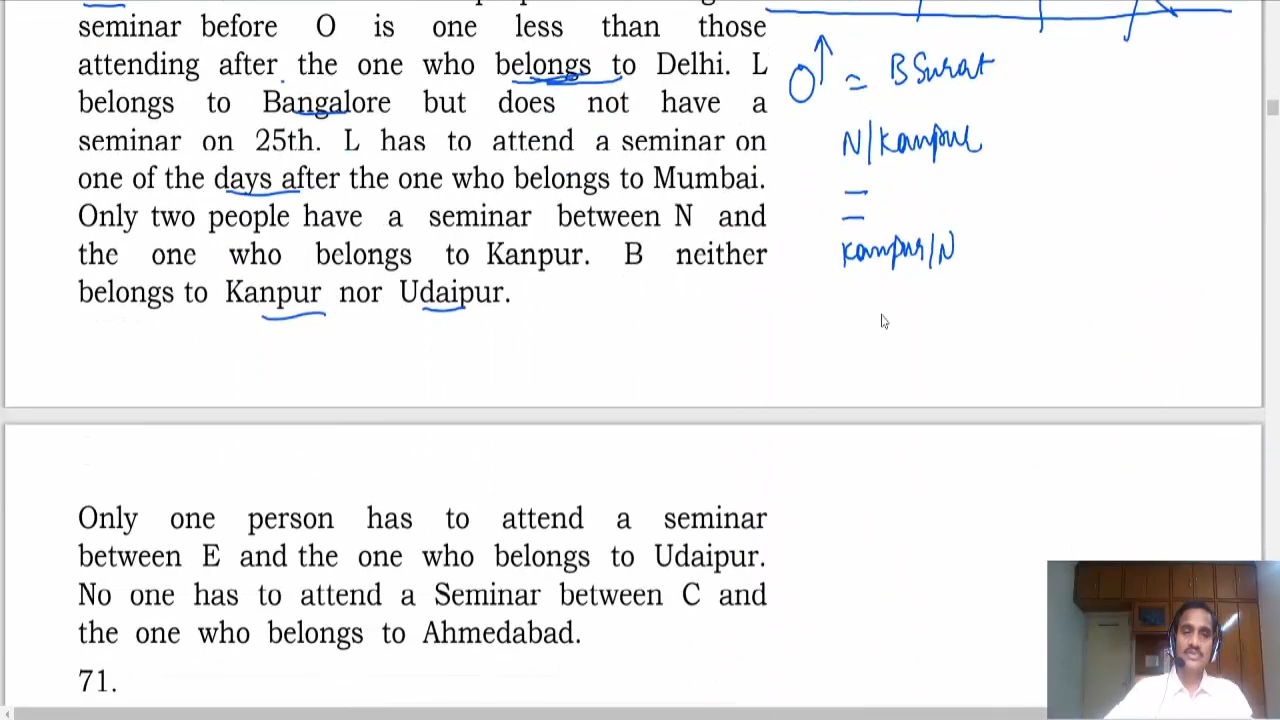 seminar before O is one less than those
attending after the one who belongs to Delhi. L
belongs to Bangalore but does not have a
seminar on 25th. L has to attend a seminar on
one of the days after the one who belongs to Mumbai.
Only two people have a seminar between N and
the one who belongs to Kanpur. B neither
belongs to Kanpur nor Udaipur.
O↑ = B Surat
N/Kanpur
Kanpur/N
Only one person has to attend a seminar
between E and the one who belongs to Udaipur.
No one has to attend a Seminar between C and
the one who belongs to Ahmedabad.
71.